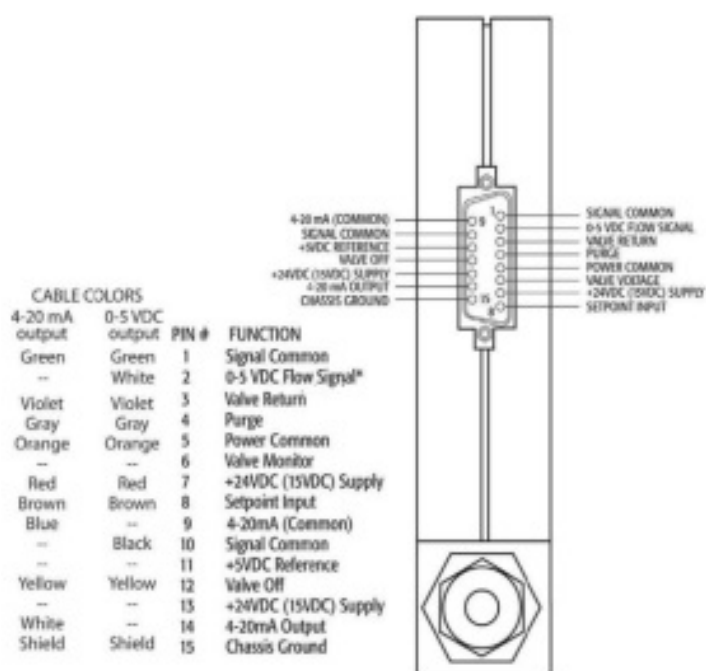 4-20 mA (COMMON)
SIGNAL COMMON
+5VDC REFERENCE
VALVE OFF
+24VDC (15VDC) SUPPLY
4-20 mA OUTPUT
CHASSIS GROUND
1
9
15
8
SIGNAL COMMON
0-5 VDC FLOW SIGNAL
VALVE RETURN
PURGE
POWER COMMON
VALVE VOLTAGE
+24VDC (15VDC) SUPPLY
SETPOINT INPUT
CABLE COLORS
4-20 mA output 0-5 VDC output PIN # FUNCTION
Green Green 1 Signal Common
-- White 2 0-5 VDC Flow Signal*
Violet Violet 3 Valve Return
Gray Gray 4 Purge
Orange Orange 5 Power Common
-- -- 6 Valve Monitor
Red Red 7 +24VDC (15VDC) Supply
Brown Brown 8 Setpoint Input
Blue -- 9 4-20mA (Common)
-- Black 10 Signal Common
-- -- 11 +5VDC Reference
Yellow Yellow 12 Valve Off
-- -- 13 +24VDC (15VDC) Supply
White -- 14 4-20mA Output
Shield Shield 15 Chassis Ground